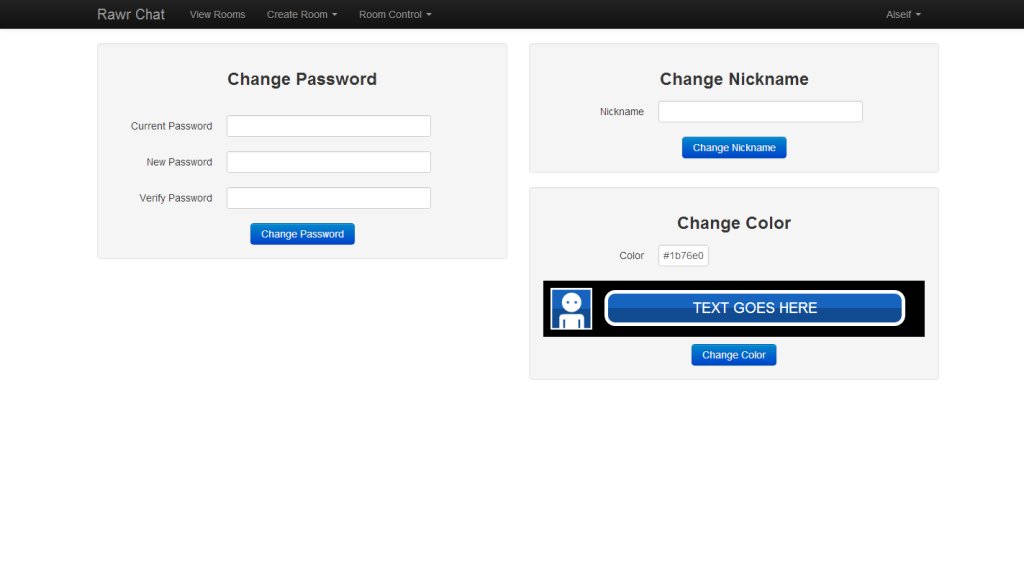 Rawr Chat View Rooms Create Room Room Control Alseif
Change Password
Current Password
New Password
Verify Password
Change Password
Change Nickname
Nickname
Change Nickname
Change Color
Color #1b76e0
TEXT GOES HERE
Change Color